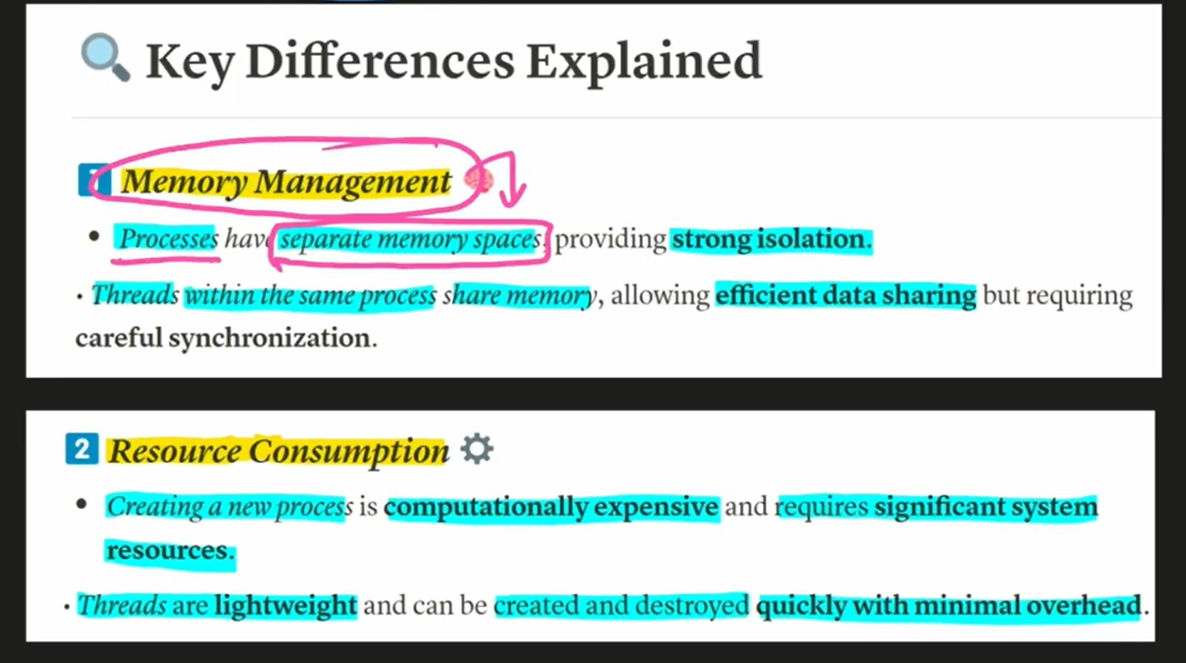 Key Differences Explained
1 Memory Management
• Processes have separate memory spaces, providing strong isolation.
• Threads within the same process share memory, allowing efficient data sharing but requiring
careful synchronization.
2 Resource Consumption
• Creating a new process is computationally expensive and requires significant system
resources.
• Threads are lightweight and can be created and destroyed quickly with minimal overhead.